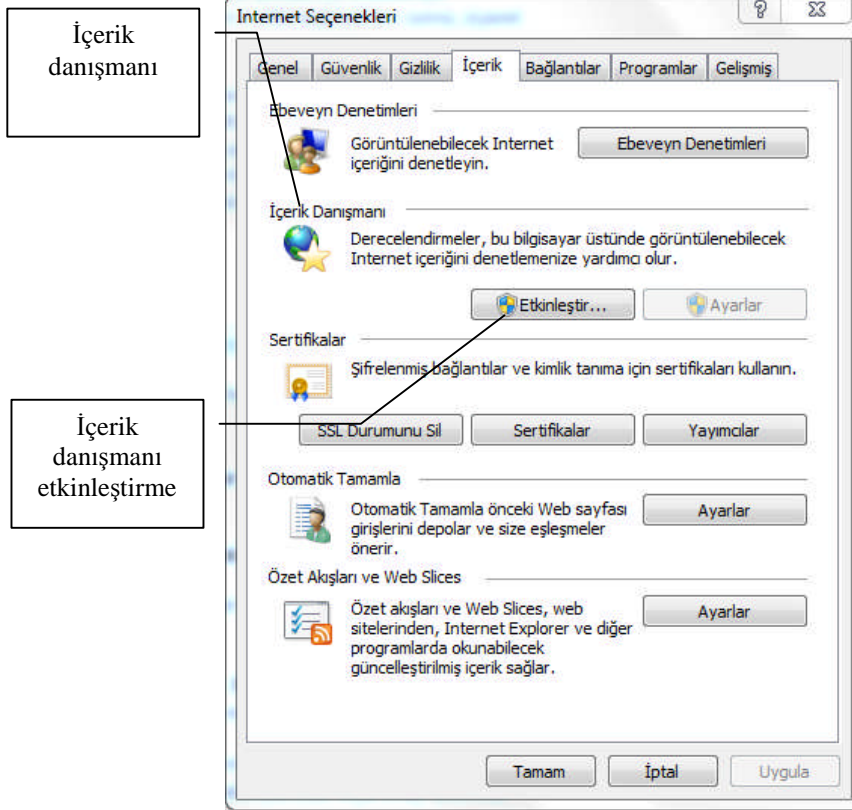 İçerik
danışmanı
Internet Seçenekleri
Genel Güvenlik Gizlilik İçerik Bağlantılar Programlar Gelişmiş
Ebeveyn Denetimleri
Görüntülenebilecek Internet
içeriğini denetleyin.
Ebeveyn Denetimleri
İçerik Danışmanı
Derecelendirmeler, bu bilgisayar üstünde görüntülenebilecek
Internet içeriğini denetlemenize yardımcı olur.
Etkinleştir... Ayarlar
Sertifikalar
Şifrelenmiş bağlantılar ve kimlik tanıma için sertifikaları kullanın.
SSL Durumunu Sil Sertifikalar Yayımcılar
İçerik
danışmanı
etkinleştirme
Otomatik Tamamla
Otomatik Tamamla önceki Web sayfası
girişlerini depolar ve size eşleşmeler
önerir.
Ayarlar
Özet Akışları ve Web Slices
Özet akışları ve Web Slices, web
sitelerinden, Internet Explorer ve diğer
programlarda okunabilecek
güncelleştirilmiş içerik sağlar.
Ayarlar
Tamam İptal Uygula